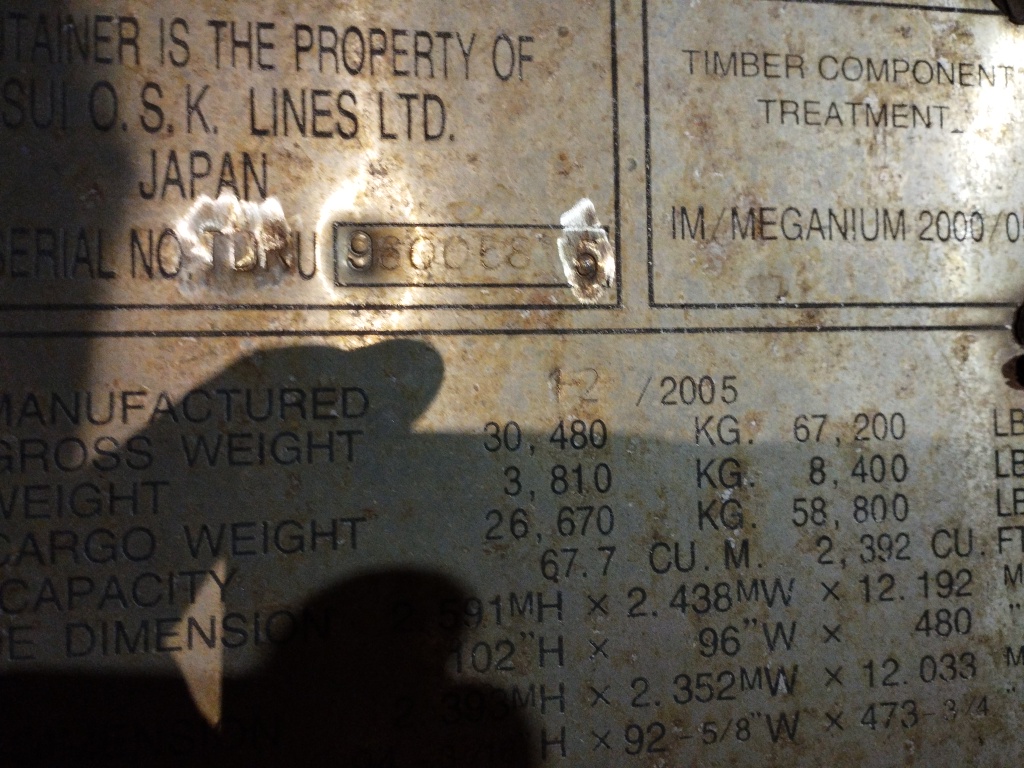 TAINER IS THE PROPERTY OF
SUI O.S.K. LINES LTD.
JAPAN
SERIAL NO
TIMBER COMPONENT
TREATMENT
IM/MEGANIUM 2000/0
MANUFACTURED 12 /2005
GROSS WEIGHT 30,480 KG. 67,200 LB
WEIGHT 3,810 KG. 8,400 LB
CARGO WEIGHT 26,670 KG. 58,800 LB
CAPACITY 67.7 CU.M. 2,392 CU.FT
DE DIMENSION 2.591MH × 2.438MW × 12.192 M
102"H × 96"W × 480 "
2.393MH × 2.352MW × 12.033 M
H × 92-5/8"W × 473-3/4 "